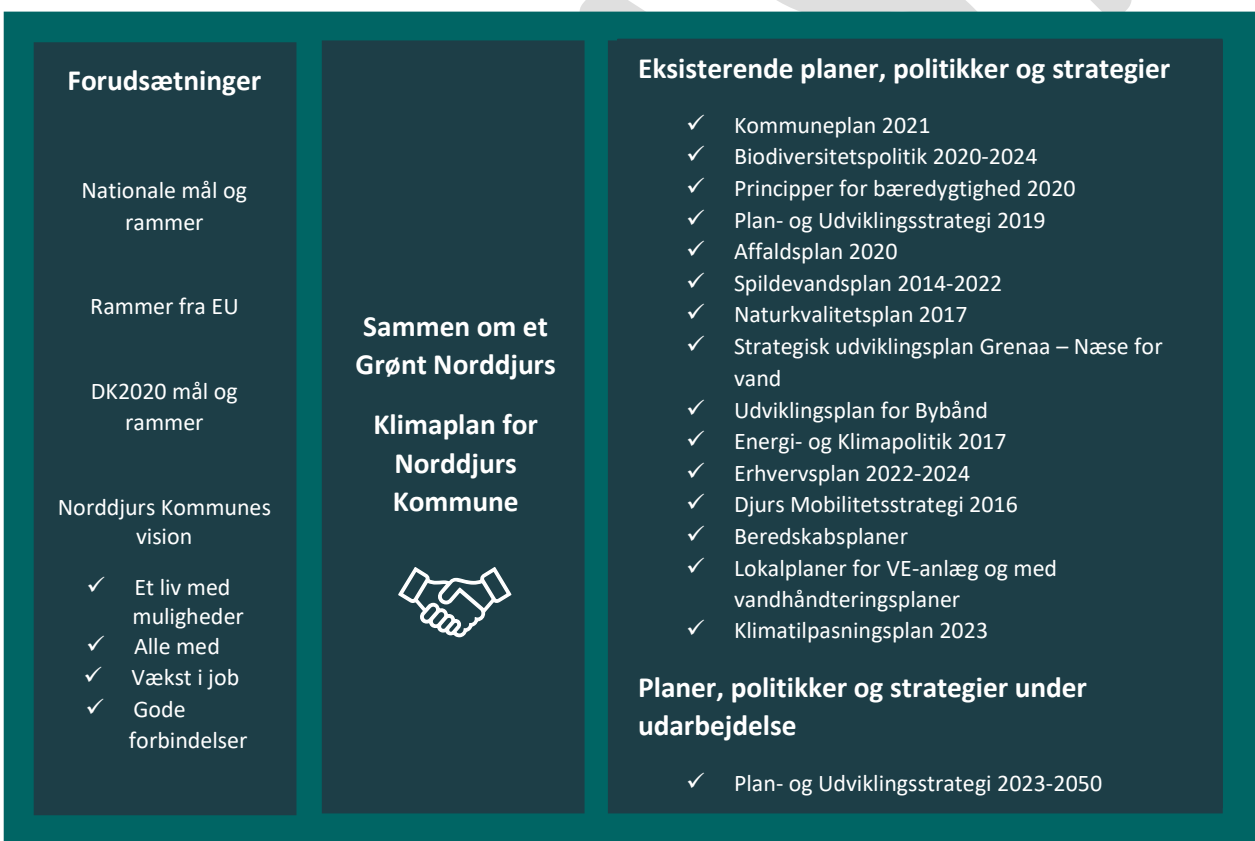 Forudsætninger
Nationale mål og
rammer
Rammer fra EU
DK2020 mål og
rammer
Norddjurs Kommunes
vision
✓ Et liv med
muligheder
✓ Alle med
✓ Vækst i job
✓ Gode
forbindelser
Sammen om et
Grønt Norddjurs
Klimaplan for
Norddjurs
Kommune
Eksisterende planer, politikker og strategier
✓ Kommuneplan 2021
✓ Biodiversitetspolitik 2020-2024
✓ Principper for bæredygtighed 2020
✓ Plan- og Udviklingsstrategi 2019
✓ Affaldsplan 2020
✓ Spildevandsplan 2014-2022
✓ Naturkvalitetsplan 2017
✓ Strategisk udviklingsplan Grenaa – Næse for
vand
✓ Udviklingsplan for Bybånd
✓ Energi- og Klimapolitik 2017
✓ Erhvervsplan 2022-2024
✓ Djurs Mobilitetsstrategi 2016
✓ Beredskabsplaner
✓ Lokalplaner for VE-anlæg og med
vandhåndteringsplaner
✓ Klimatilpasningsplan 2023
Planer, politikker og strategier under
udarbejdelse
✓ Plan- og Udviklingsstrategi 2023-2050